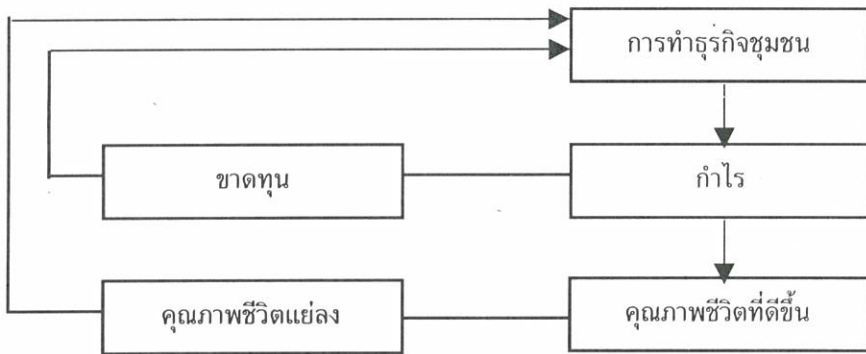 การทำธุรกิจชุมชน
ขาดทุน
กำไร
คุณภาพชีวิตแย่ลง
คุณภาพชีวิตที่ดีขึ้น